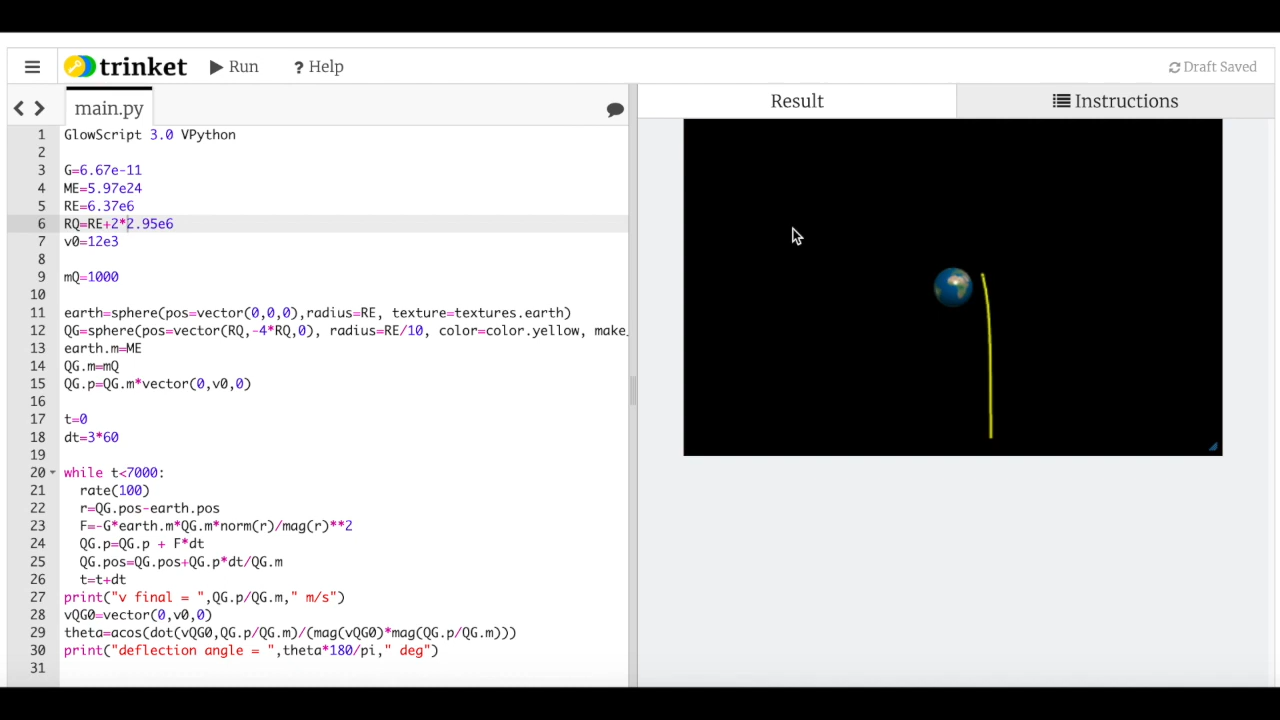 trinket
Run
? Help
Draft Saved
main.py
Result
Instructions
1 GlowScript 3.0 VPython
2
3 G=6.67e-11
4 ME=5.97e24
5 RE=6.37e6
6 RQ=RE+2*2.95e6
7 v0=12e3
8
9 mQ=1000
10
11 earth=sphere(pos=vector(0,0,0),radius=RE, texture=textures.earth)
12 QG=sphere(pos=vector(RQ,-4*RQ,0), radius=RE/10, color=color.yellow, make_
13 earth.m=ME
14 QG.m=mQ
15 QG.p=QG.m*vector(0,v0,0)
16
17 t=0
18 dt=3*60
19
20 while t<7000:
21   rate(100)
22   r=QG.pos-earth.pos
23   F=-G*earth.m*QG.m*norm(r)/mag(r)**2
24   QG.p=QG.p + F*dt
25   QG.pos=QG.pos+QG.p*dt/QG.m
26   t=t+dt
27 print("v final = ",QG.p/QG.m," m/s")
28 vQG0=vector(0,v0,0)
29 theta=acos(dot(vQG0,QG.p/QG.m)/(mag(vQG0)*mag(QG.p/QG.m)))
30 print("deflection angle = ",theta*180/pi," deg")
31